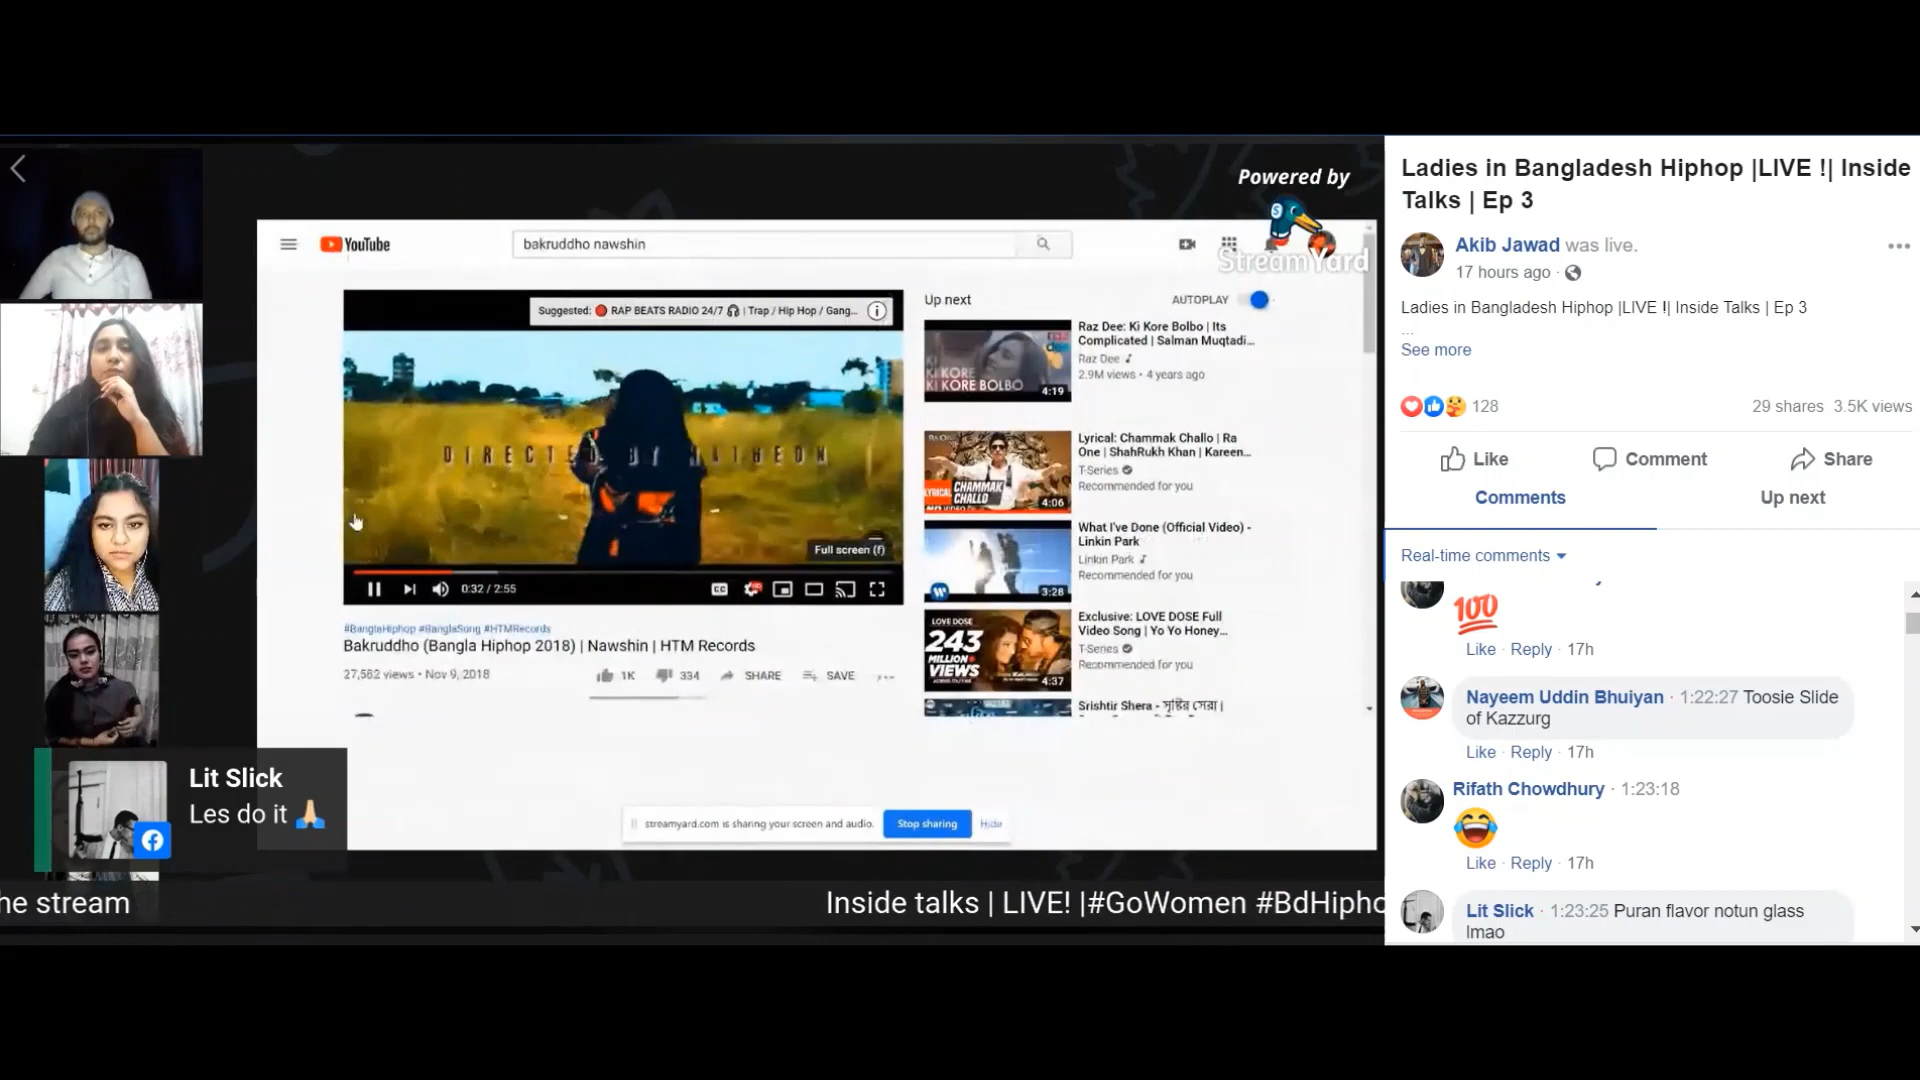 Powered by
StreamYard
YouTube
bakruddho nawshin
Suggested: 🔴 RAP BEATS RADIO 24/7 🎧 | Trap / Hip Hop / Gang...
DIRECTED BY
Full screen (f)
0:32 / 2:55
#BanglaHiphop #BanglaSong #HTMRecords
Bakruddho (Bangla Hiphop 2018) | Nawshin | HTM Records
27,582 views • Nov 9, 2018
1K
334
SHARE
SAVE
Up next
AUTOPLAY
KI KORE BOLBO
4:19
Raz Dee: Ki Kore Bolbo | Its
Complicated | Salman Muqtadi...
Raz Dee
2.9M views • 4 years ago
LYRICAL
CHAMMAK
CHALLO
4:06
Lyrical: Chammak Challo | Ra
One | ShahRukh Khan | Kareen...
T-Series
Recommended for you
3:28
What I've Done (Official Video) -
Linkin Park
Linkin Park
Recommended for you
LOVE DOSE
243
MILLION
VIEWS
4:37
Exclusive: LOVE DOSE Full
Video Song | Yo Yo Honey...
T-Series
Recommended for you
Srishtir Shera - সৃষ্টির সেরা |
streamyard.com is sharing your screen and audio.
Stop sharing
Hide
Lit Slick
Les do it 🙏🏼
he stream
Inside talks | LIVE! |#GoWomen #BdHipho
Ladies in Bangladesh Hiphop |LIVE !| Inside
Talks | Ep 3
Akib Jawad was live.
17 hours ago ·
Ladies in Bangladesh Hiphop |LIVE !| Inside Talks | Ep 3
...
See more
128
29 shares 3.5K views
Like
Comment
Share
Comments
Up next
Real-time comments
💯
Like · Reply · 17h
Nayeem Uddin Bhuiyan · 1:22:27 Toosie Slide
of Kazzurg
Like · Reply · 17h
Rifath Chowdhury · 1:23:18
😂
Like · Reply · 17h
Lit Slick · 1:23:25 Puran flavor notun glass
lmao